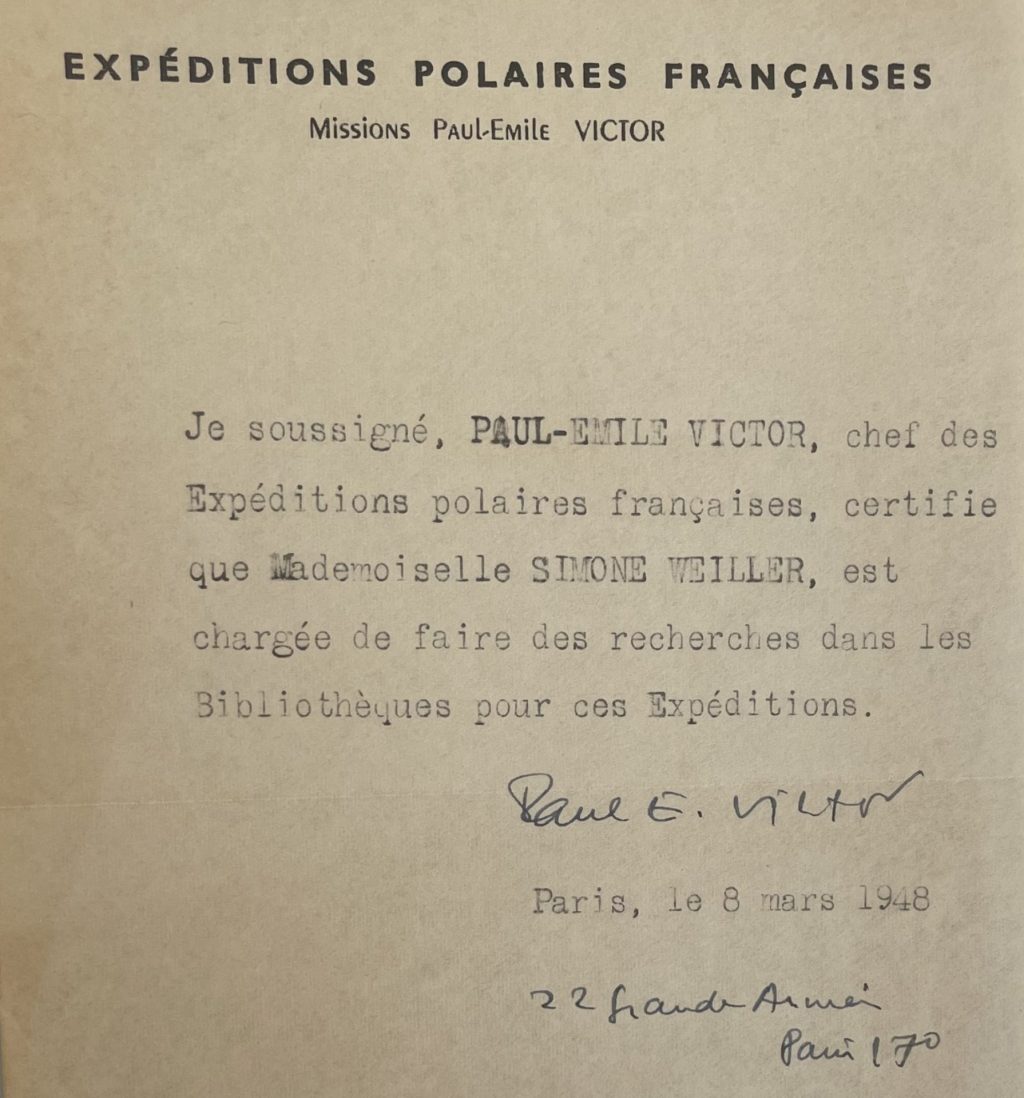 EXPÉDITIONS POLAIRES FRANÇAISES
Missions Paul-Emile VICTOR
Je soussigné, PAUL-EMILE VICTOR, chef des
Expéditions polaires françaises, certifie
que Mademoiselle SIMONE WEILLER, est
chargée de faire des recherches dans les
Bibliothèques pour ces Expéditions.
Paul E. Victor
Paris, le 8 mars 1948
22 Grande Armée
Paris 17º